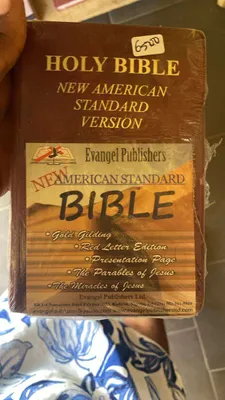 6500
HOLY BIBLE
NEW AMERICAN
STANDARD
VERSION
Evangel Publishers
NEW
AMERICAN STANDARD
BIBLE
• Gold Gilding
• Red Letter Edition
• Presentation Page
• The Parables of Jesus
• The Miracles of Jesus
Evangel Publishers Ltd.